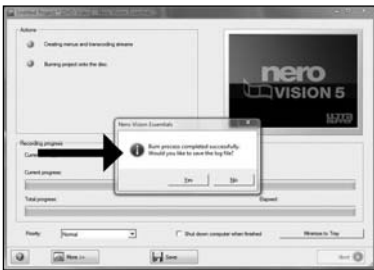 Untitled Project - (DVD-Video) - Nero Vision Essentials
Actions
Creating menus and transcoding streams
Burning project onto the disc
nero
VISION 5
Nero Vision Essentials
Burn process completed successfully.
Would you like to save the log file?
Yes
No
Recording progress
Current progress:
Total progress:
Elapsed:
Priority:
Normal
Shut down computer when finished
Minimize to Tray
More >>
Save
Next